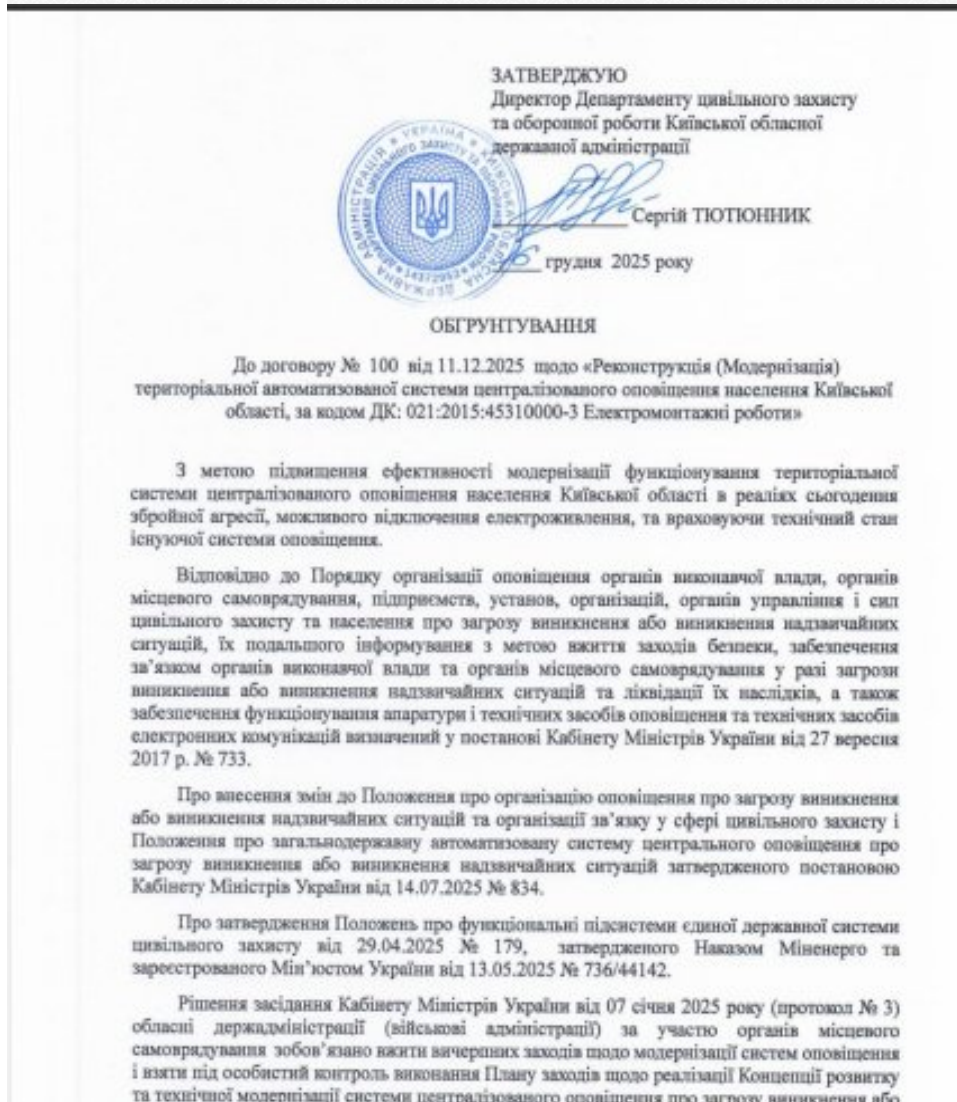 ЗАТВЕРДЖУЮ
Директор Департаменту цивільного захисту
та оборонної роботи Київської обласної
державної адміністрації
Сергій ТЮТЮННИК
16 грудня 2025 року
ОБГРУНТУВАННЯ
До договору № 100 від 11.12.2025 щодо «Реконструкція (Модернізація)
територіальної автоматизованої системи централізованого оповіщення населення Київської
області, за кодом ДК: 021:2015:45310000-3 Електромонтажні роботи»
З метою підвищення ефективності модернізації функціонування територіальної
системи централізованого оповіщення населення Київської області в реаліях сьогодення
збройної агресії, можливого відключення електроживлення, та враховуючи технічний стан
існуючої системи оповіщення.
Відповідно до Порядку організації оповіщення органів виконавчої влади, органів
місцевого самоврядування, підприємств, установ, організацій, органів управління і сил
цивільного захисту та населення про загрозу виникнення або виникнення надзвичайних
ситуацій, їх подальшого інформування з метою вжиття заходів безпеки, забезпечення
зв’язком органів виконавчої влади та органів місцевого самоврядування у разі загрози
виникнення або виникнення надзвичайних ситуацій та ліквідації їх наслідків, а також
забезпечення функціонування апаратури і технічних засобів оповіщення та технічних засобів
електронних комунікацій визначений у постанові Кабінету Міністрів України від 27 вересня
2017 р. № 733.
Про внесення змін до Положення про організацію оповіщення про загрозу виникнення
або виникнення надзвичайних ситуацій та організації зв’язку у сфері цивільного захисту і
Положення про загальнодержавну автоматизовану систему центрального оповіщення про
загрозу виникнення або виникнення надзвичайних ситуацій затвердженого постановою
Кабінету Міністрів України від 14.07.2025 № 834.
Про затвердження Положень про функціональні підсистеми єдиної державної системи
цивільного захисту від 29.04.2025 № 179, затвердженого Наказом Міненерго та
зареєстрованого Мін’юстом України від 13.05.2025 № 736/44142.
Рішення засідання Кабінету Міністрів України від 07 січня 2025 року (протокол № 3)
обласні держадміністрації (військові адміністрації) за участю органів місцевого
самоврядування зобов’язано вжити вичерпних заходів щодо модернізації систем оповіщення
і взяти під особистий контроль виконання Плану заходів щодо реалізації Концепції розвитку
та технічної модернізації системи централізованого оповіщення про загрозу виникнення або